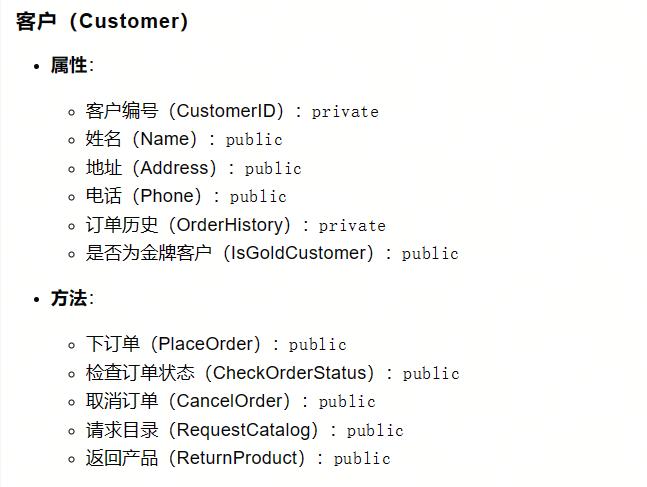 客户（Customer）
属性：
客户编号（CustomerID）：private
姓名（Name）：public
地址（Address）：public
电话（Phone）：public
订单历史（OrderHistory）：private
是否为金牌客户（IsGoldCustomer）：public
方法：
下订单（PlaceOrder）：public
检查订单状态（CheckOrderStatus）：public
取消订单（CancelOrder）：public
请求目录（RequestCatalog）：public
返回产品（ReturnProduct）：public